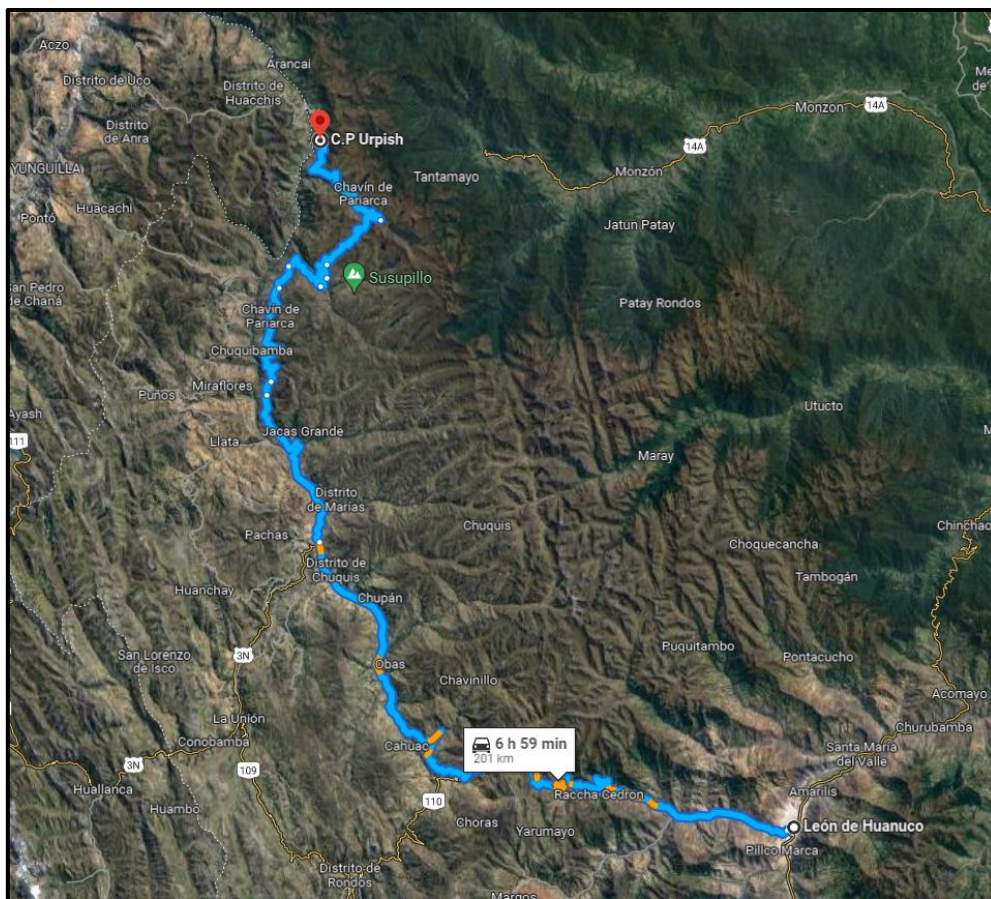 Aczo
Arancai
Distrito de Uco
Distrito de
Huacchis
Distrito
de Anra
C.P Urpish
Monzon
14A
14A
YUNGUILLA
Monzón
Tantamayo
Chavín de
Pariarca
Huacachi
Pontó
Jatun Patay
Susupillo
San Pedro
de Chaná
Patay Rondos
Chavín de
Pariarca
Chuquibamba
Miraflores
Puños
Ayash
Utucto
111
Llata
Jacas Grande
Maray
Distrito
de Marías
Chuquis
Chinchao
Pachas
Choquecancha
Distrito de
Chuquis
Tambogán
Huanchay
Chupán
Puquitambo
Pontacucho
San Lorenzo
de Isco
3N
Obas
Chavinillo
Acomayo
La Unión
Churubamba
Conobamba
Cahuac
6 h 59 min
201 km
Santa María
del Valle
3N
109
Huallanca
Raccha Cedron
Amarilis
Huambo
110
Choras
Yarumayo
León de Huanuco
Pillco Marca
Distrito de
Rondos
Margos